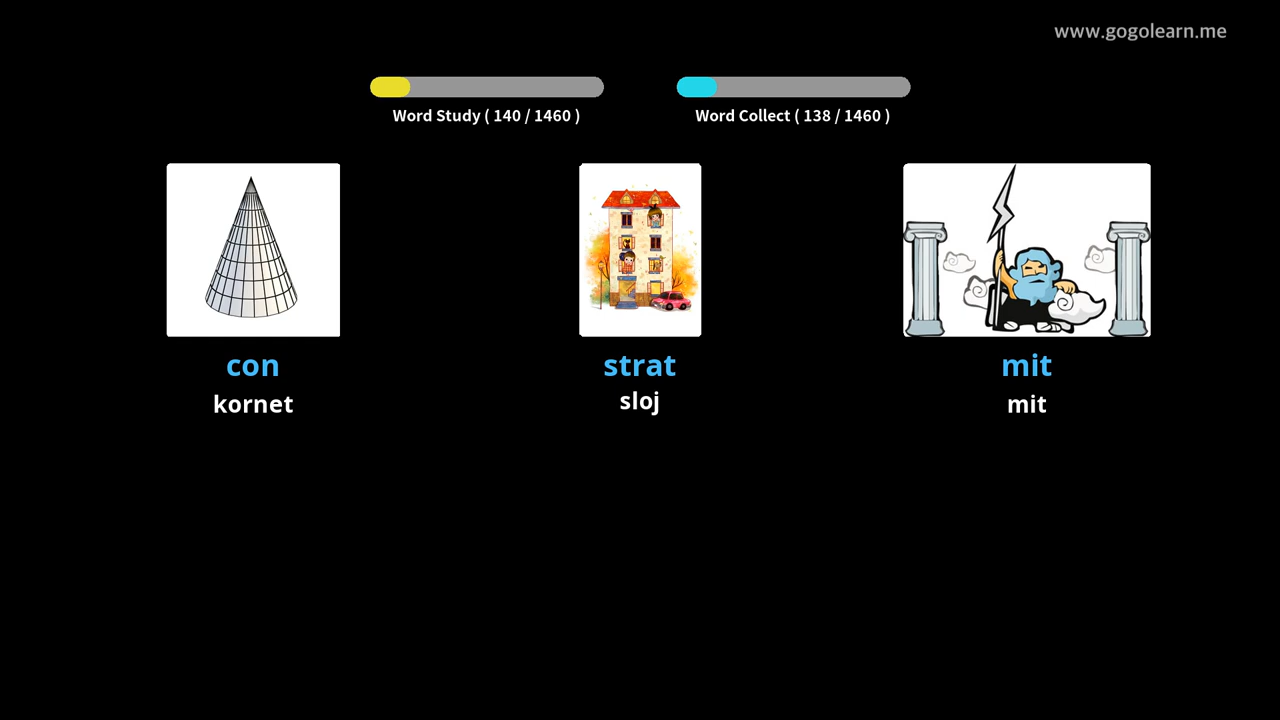 www.gogolearn.me
Word Study ( 140 / 1460 )
Word Collect ( 138 / 1460 )
con
strat
mit
kornet
sloj
mit